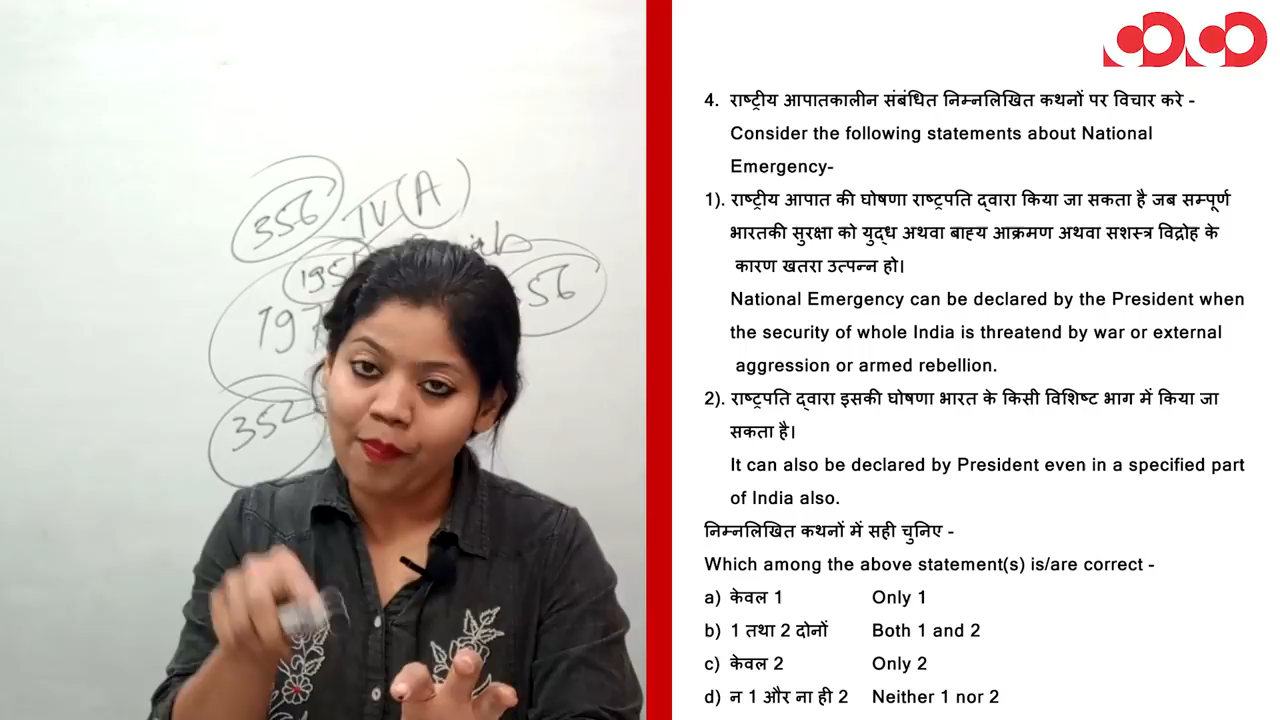 356 IV (A)
195
56
197
352
4. राष्ट्रीय आपातकालीन संबंधित निम्नलिखित कथनों पर विचार करे -
Consider the following statements about National
Emergency-
1). राष्ट्रीय आपात की घोषणा राष्ट्रपति द्वारा किया जा सकता है जब सम्पूर्ण
भारतकी सुरक्षा को युद्ध अथवा बाह्य आक्रमण अथवा सशस्त्र विद्रोह के
कारण खतरा उत्पन्न हो।
National Emergency can be declared by the President when
the security of whole India is threatend by war or external
aggression or armed rebellion.
2). राष्ट्रपति द्वारा इसकी घोषणा भारत के किसी विशिष्ट भाग में किया जा
सकता है।
It can also be declared by President even in a specified part
of India also.
निम्नलिखित कथनों में सही चुनिए -
Which among the above statement(s) is/are correct -
a) केवल 1 Only 1
b) 1 तथा 2 दोनों Both 1 and 2
c) केवल 2 Only 2
d) न 1 और ना ही 2 Neither 1 nor 2